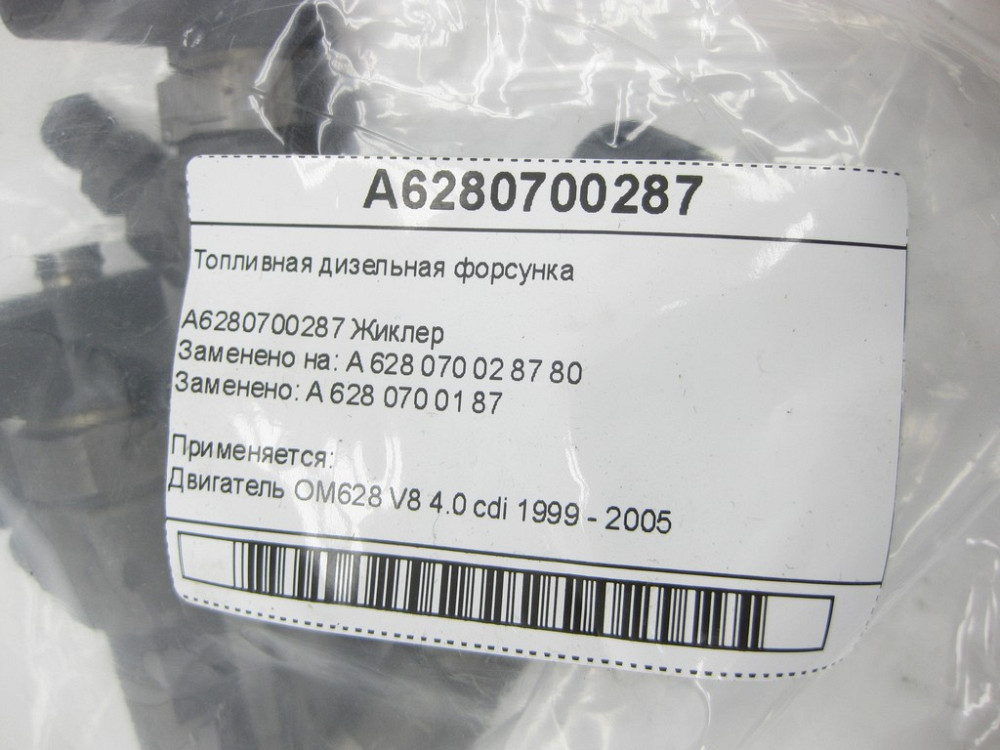 A6280700287
Топливная дизельная форсунка
A6280700287 Жиклер
Заменено на: A 628 070 02 87 80
Заменено: A 628 070 01 87
Применяется:
Двигатель OM628 V8 4.0 cdi 1999 - 2005